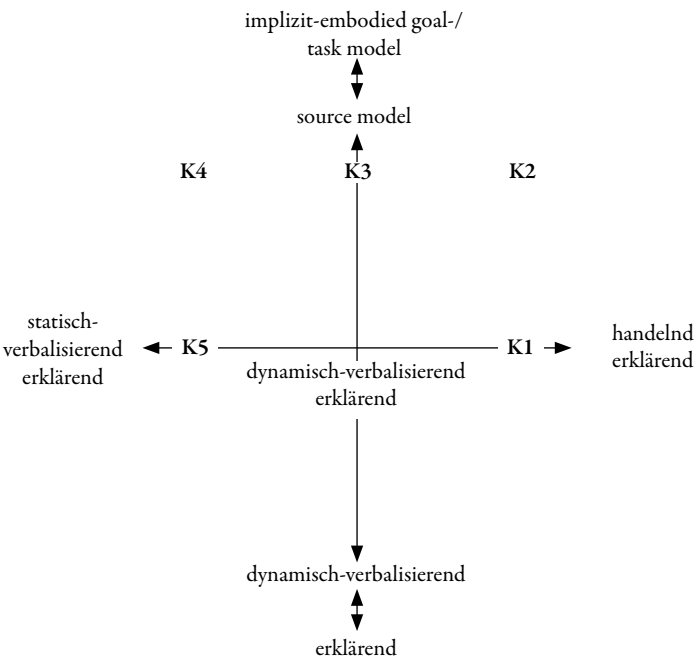 implizit-embodied goal-/
task model
source model
K4 K3 K2
statisch-
verbalisierend
erklärend
K5 K1
handelnd
erklärend
dynamisch-verbalisierend
erklärend
dynamisch-verbalisierend
erklärend